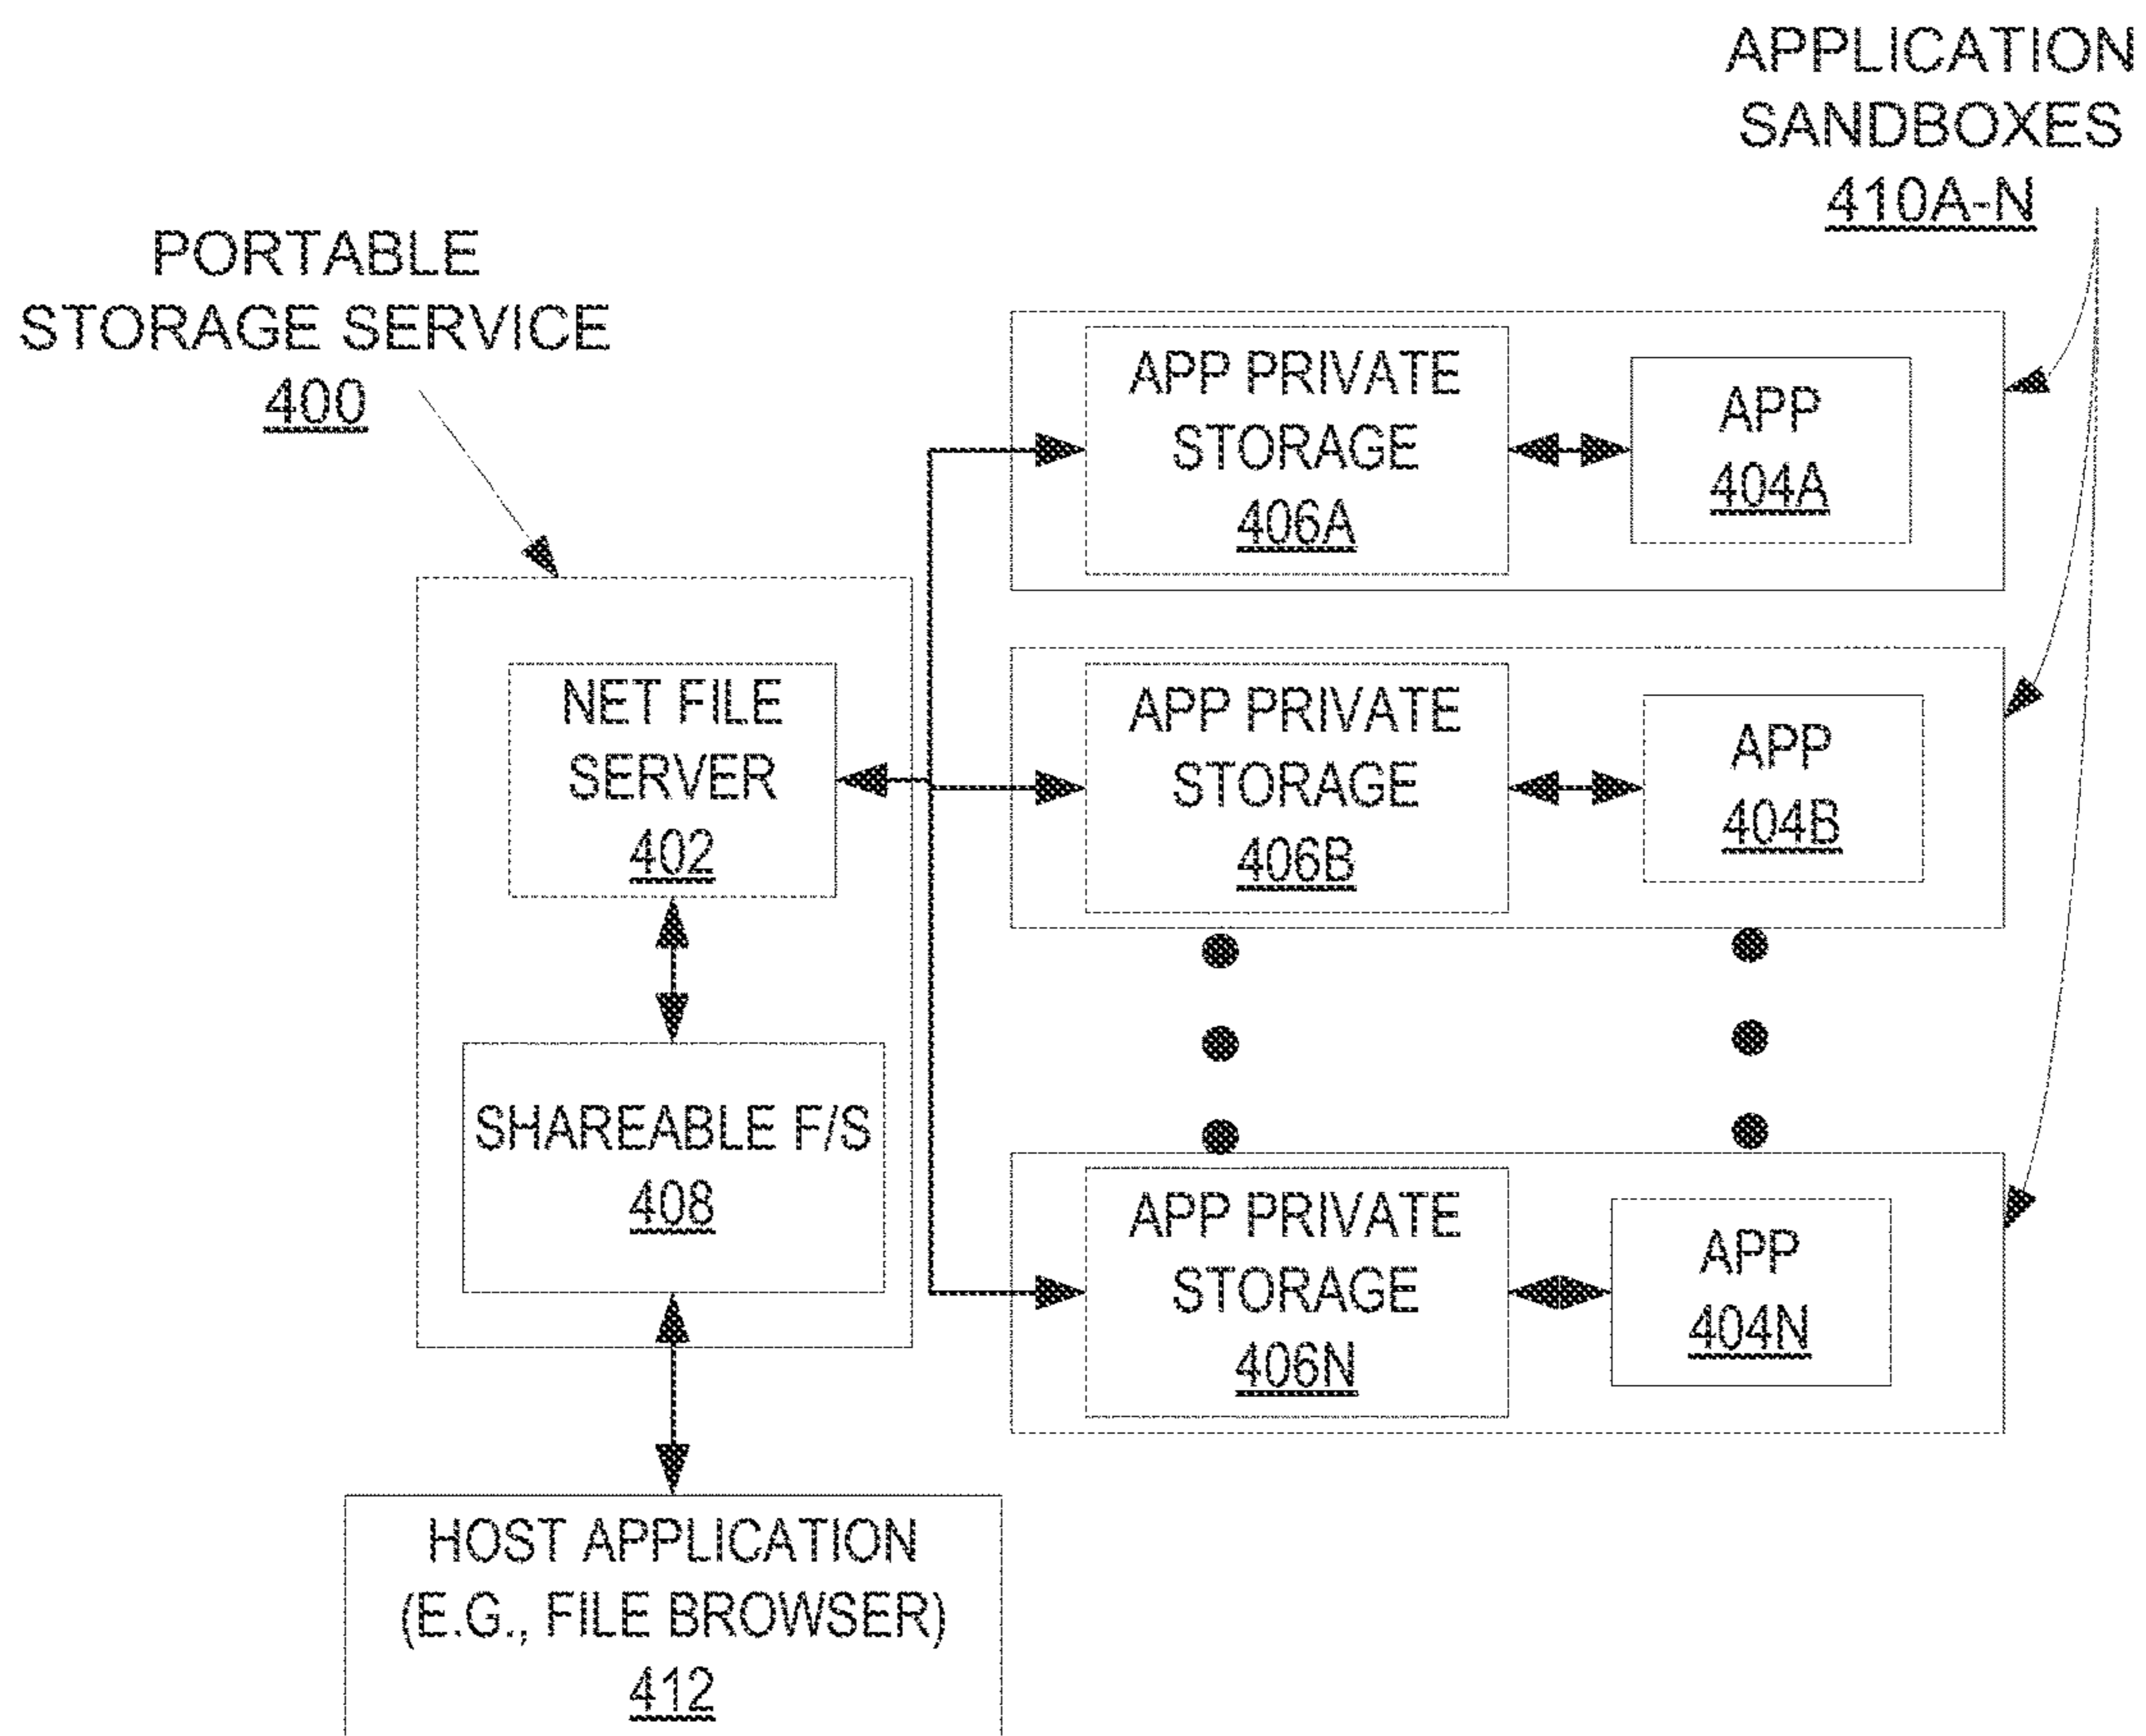 APPLICATION
SANDBOXES
410A-N
PORTABLE
STORAGE SERVICE
400
APP PRIVATE
STORAGE
406A
APP
404A
NET FILE
SERVER
402
APP PRIVATE
STORAGE
406B
APP
404B
SHAREABLE F/S
408
APP PRIVATE
STORAGE
406N
APP
404N
HOST APPLICATION
(E.G., FILE BROWSER)
412